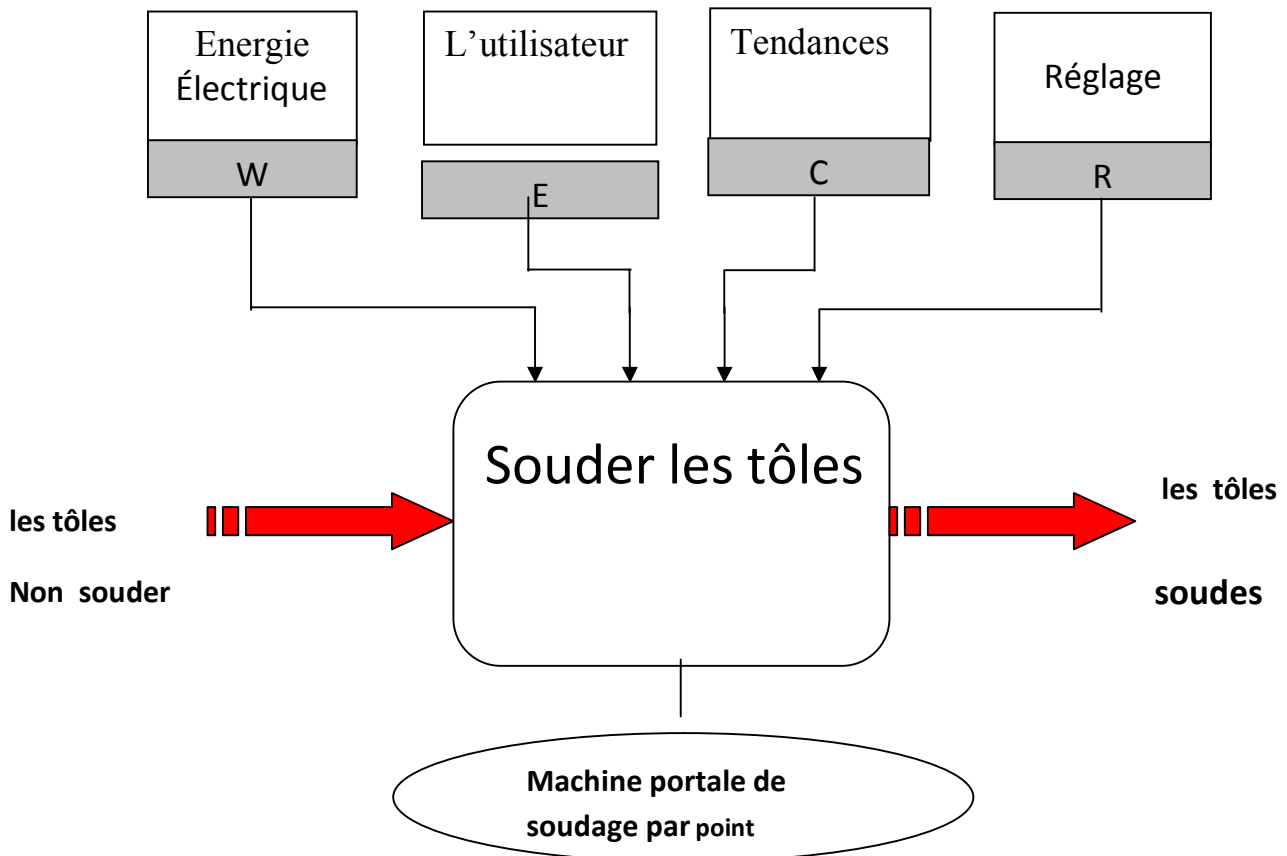 Energie
Électrique
W
L’utilisateur
E
Tendances
C
Réglage
R
Souder les tôles
les tôles
Non souder
les tôles
soudes
Machine portale de
soudage par point